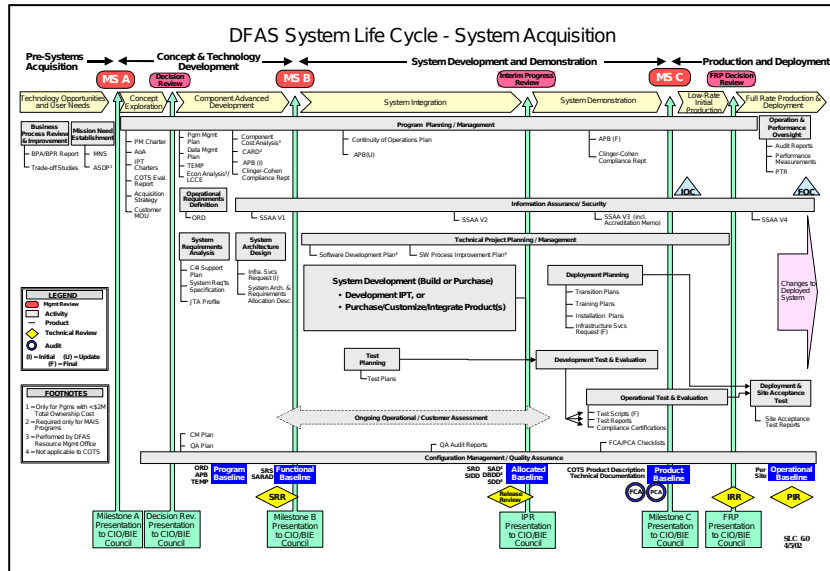 DFAS System Life Cycle - System Acquisition
Pre-Systems
Acquisition
Concept & Technology
Development
System Development and Demonstration
Production and Deployment
MS A
Decision
Review
MS B
Interim Progress
Review
MS C
FRP Decision
Review
Technology Opportunities
and User Needs
Concept
Exploration
Component Advanced
Development
System Integration
System Demonstration
Low-Rate
Initial
Production
Full Rate Production &
Deployment
Program Planning / Management
Business
Process Review
& Improvement
BPA/BPR Report
Trade-off Studies
Mission Need
Establishment
MNS
ASDP¹
PM Charter
AoA
IPT
Charters
COTS Eval.
Report
Acquisition
Strategy
Customer
MOU
Pgm Mgmt
Plan
Data Mgmt
Plan
TEMP
Econ Analysis³/
LCCE
Component
Cost Analysis³
CARD²
APB (I)
Clinger-Cohen
Compliance Rept
Continuity of Operations Plan
APB(U)
APB (F)
Clinger-Cohen
Compliance Rept
Operation &
Performance
Oversight
Audit Reports
Performance
Measurements
PTR
IOC
FOC
Operational
Requirements
Definition
ORD
Information Assurance/ Security
SSAA V1
SSAA V2
SSAA V3 (incl.
Accreditation Memo)
SSAA V4
Technical Project Planning / Management
Software Development Plan⁴
SW Process Improvement Plan⁴
System
Requirements
Analysis
C4I Support
Plan
System Req'ts
Specification
JTA Profile
System
Architecture
Design
Infra. Svcs
Request (I)
System Arch. &
Requirements
Allocation Desc.
System Development (Build or Purchase)
• Development IPT, or
• Purchase/Customize/Integrate Product(s)
Deployment Planning
Transition Plans
Training Plans
Installation Plans
Infrastructure Svcs
Request (F)
Changes to
Deployed
System
LEGEND
Mgmt Review
Activity
Product
Technical Review
Audit
(I) = Initial (U) = Update
(F) = Final
Test
Planning
Test Plans
Development Test & Evaluation
Operational Test & Evaluation
Test Scripts (F)
Test Reports
Compliance Certifications
Deployment &
Site Acceptance
Test
Site Acceptance
Test Reports
FOOTNOTES
1 = Only for Pgms with <$2M
Total Ownership Cost
2 = Required only for MAIS
Programs
3 = Performed by DFAS
Resource Mgmt Office
4 = Not applicable to COTS
Ongoing Operational / Customer Assessment
CM Plan
QA Plan
QA Audit Reports
FCA/PCA Checklists
Configuration Management / Quality Assurance
ORD
APB
TEMP
Program
Baseline
SRS
SARAD
Functional
Baseline
SRD
SIDD
SAD⁴
DBDD⁴
SDD⁴
Allocated
Baseline
COTS Product Description
Technical Documentation
Product
Baseline
Per
Site
Operational
Baseline
SRR
Release
Review
FCA
PCA
IRR
PIR
Milestone A
Presentation
to CIO/BIE
Council
Decision Rev.
Presentation
to CIO/BIE
Council
Milestone B
Presentation
to CIO/BIE
Council
IPR
Presentation
to CIO/BIE
Council
Milestone C
Presentation
to CIO/BIE
Council
FRP
Presentation
to CIO/BIE
Council
SLC 6.0
4/5/02